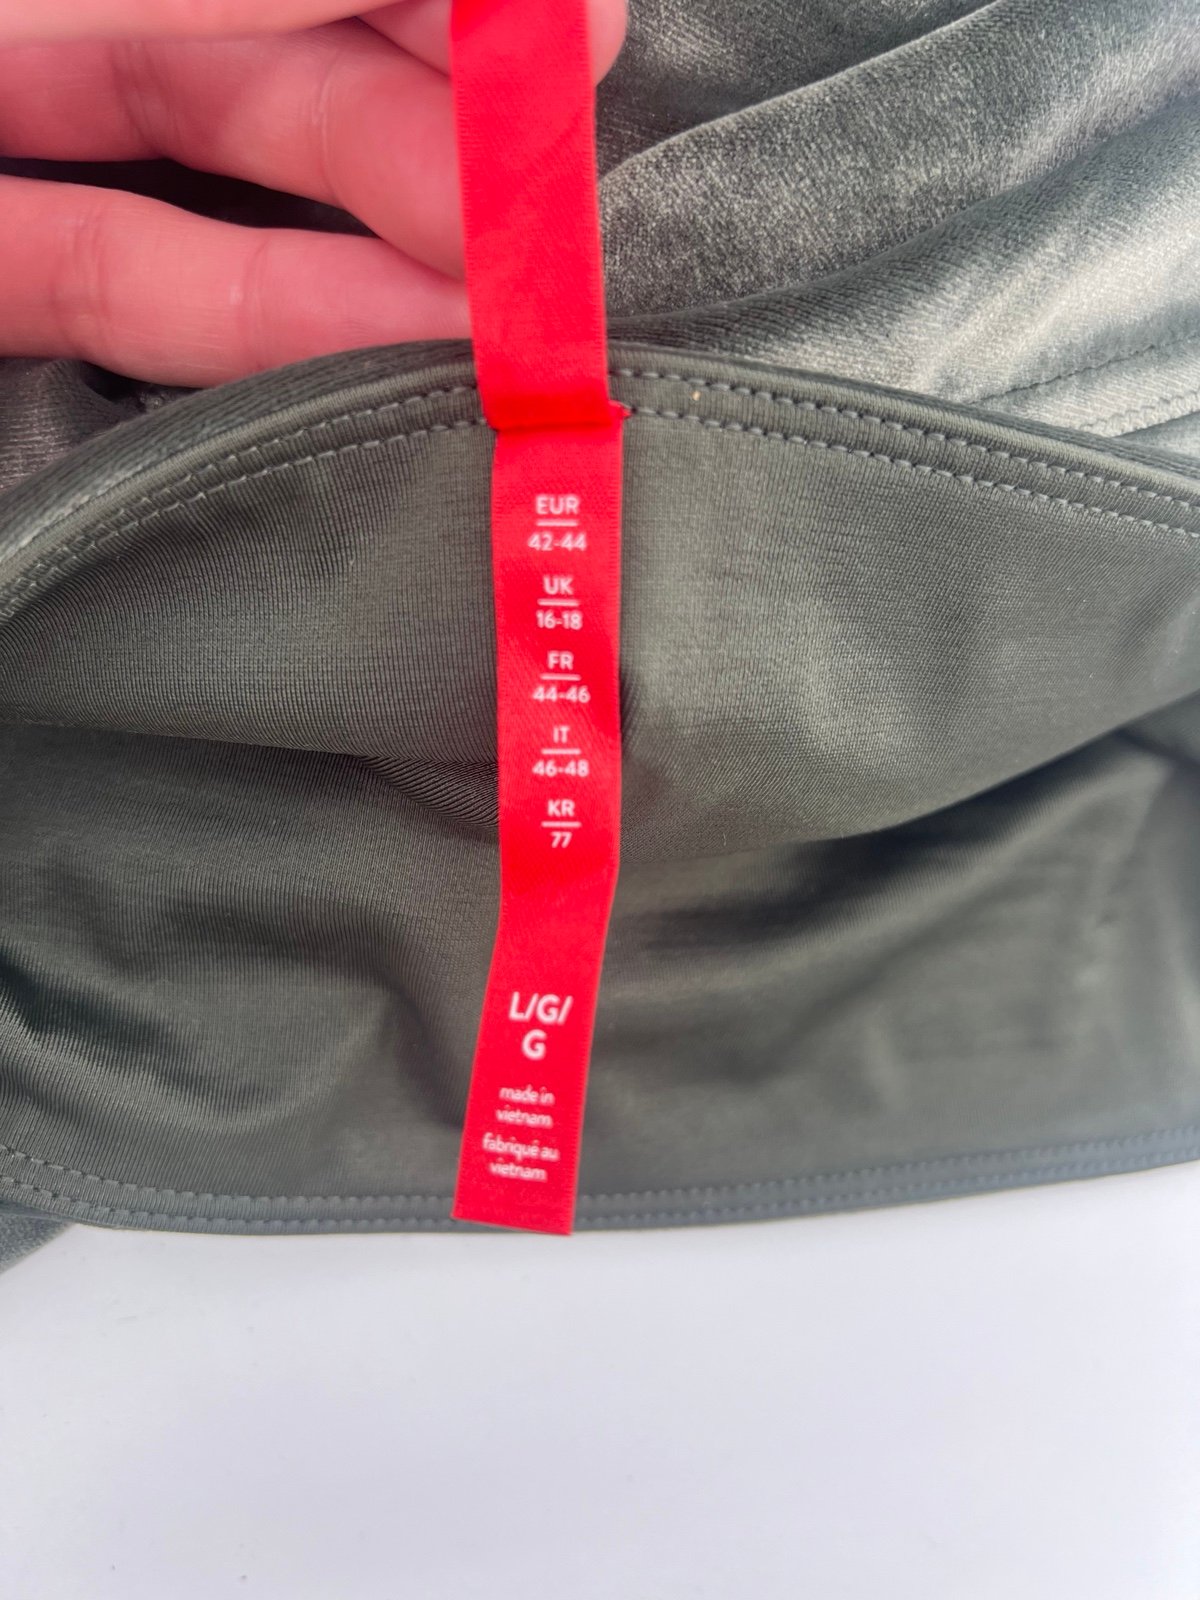 EUR
42-44
UK
16-18
FR
44-46
IT
46-48
KR
77
L/G/
G
made in
vietnam
fabriqué au
vietnam